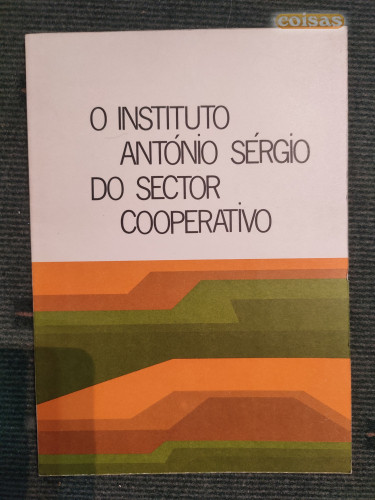 coisas
O INSTITUTO
ANTÓNIO SÉRGIO
DO SECTOR
COOPERATIVO